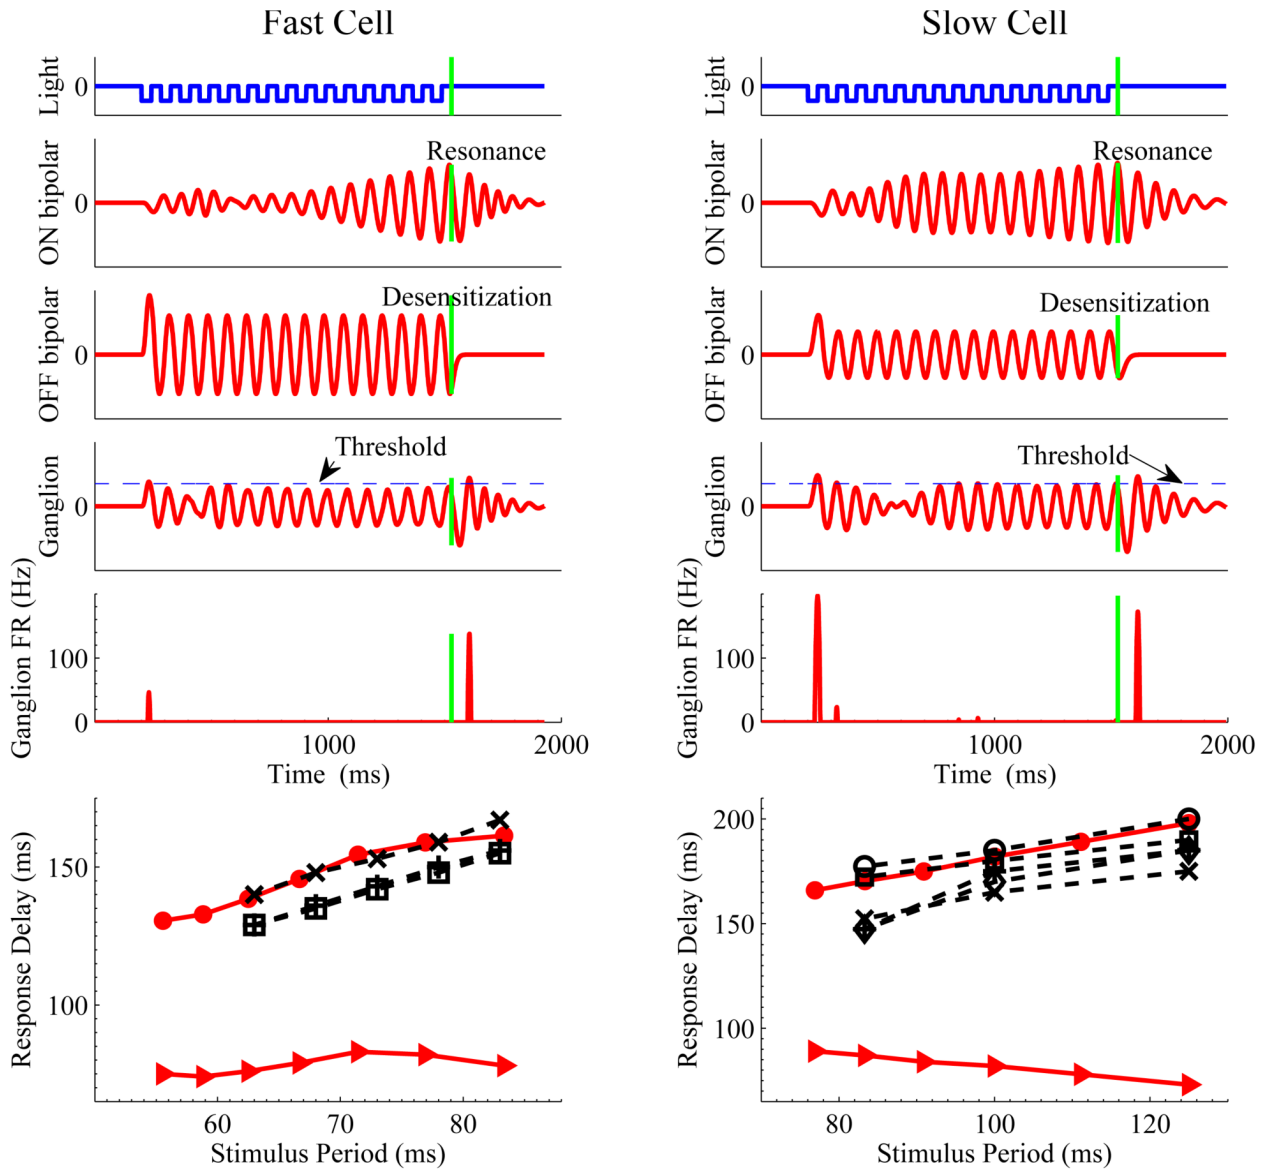 Fast Cell
Light
0
ON bipolar
0
Resonance
OFF bipolar
0
Desensitization
Ganglion
0
Threshold
Ganglion FR (Hz)
100
0
1000
2000
Time (ms)
Response Delay (ms)
150
100
60
70
80
Stimulus Period (ms)
Slow Cell
Light
0
ON bipolar
0
Resonance
OFF bipolar
0
Desensitization
Ganglion
0
Threshold
Ganglion FR (Hz)
100
0
1000
2000
Time (ms)
Response Delay (ms)
200
150
100
80
100
120
Stimulus Period (ms)